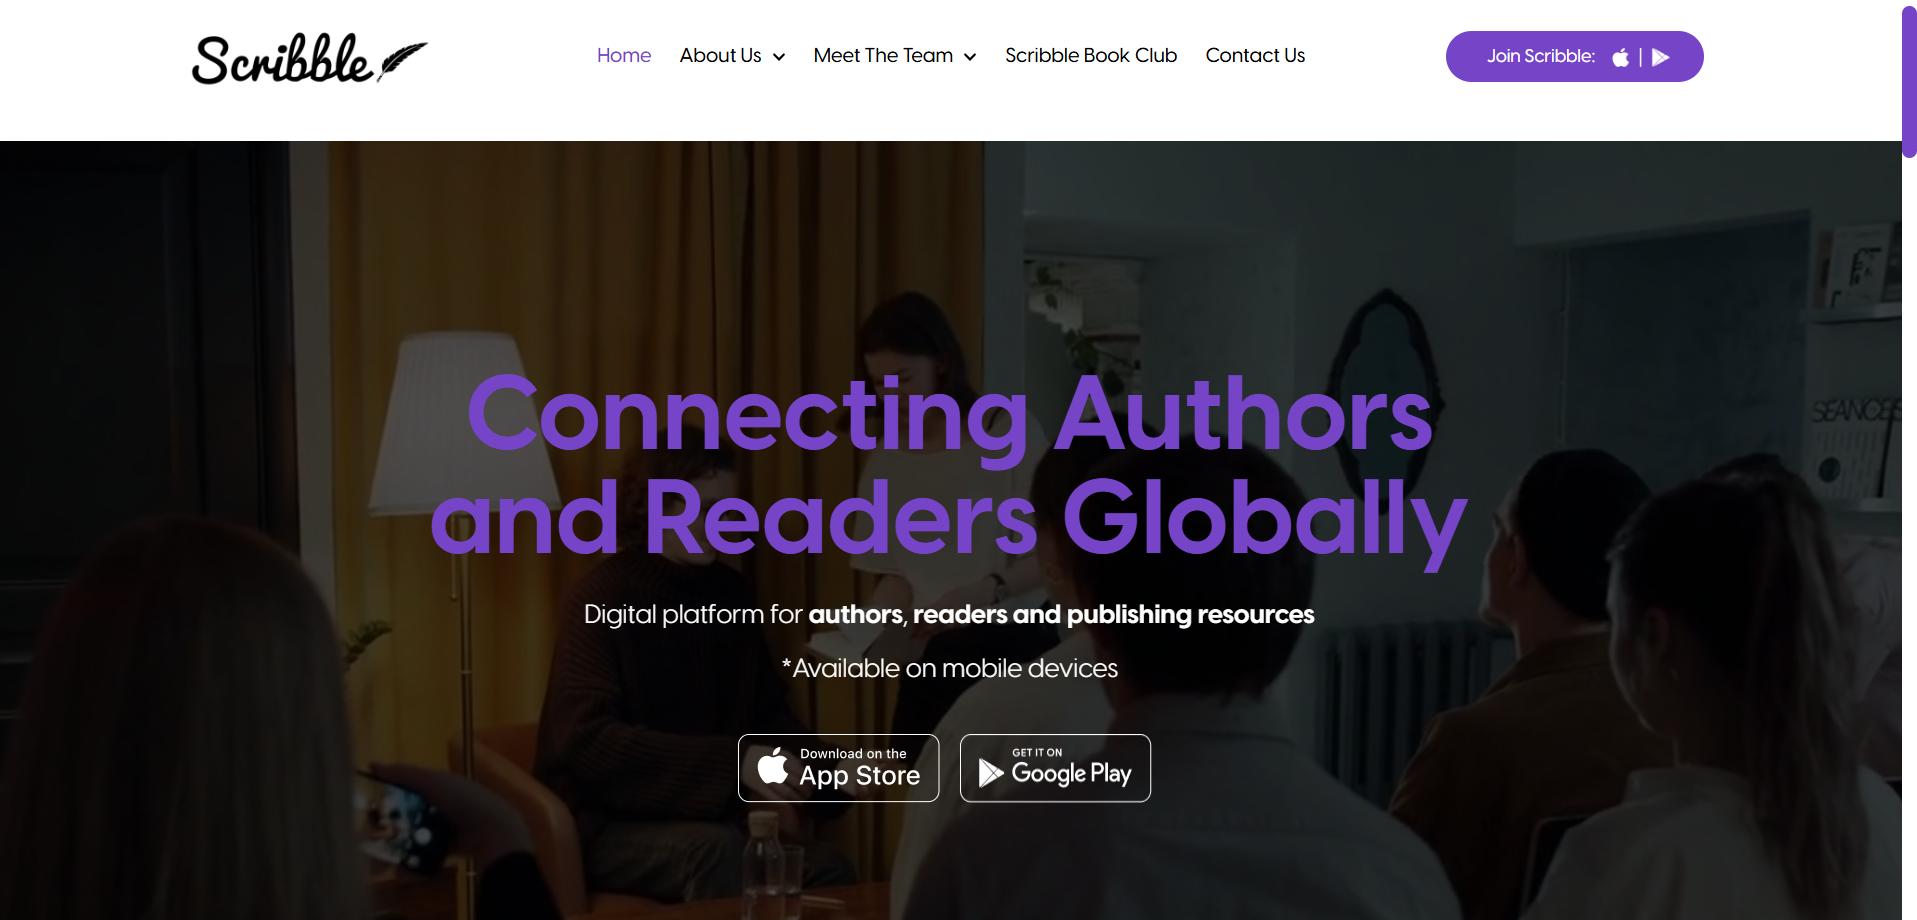 Scribble
Home About Us Meet The Team Scribble Book Club Contact Us
Join Scribble: |
SEANCES
Connecting Authors
and Readers Globally
Digital platform for authors, readers and publishing resources
*Available on mobile devices
Download on the
App Store
GET IT ON
Google Play